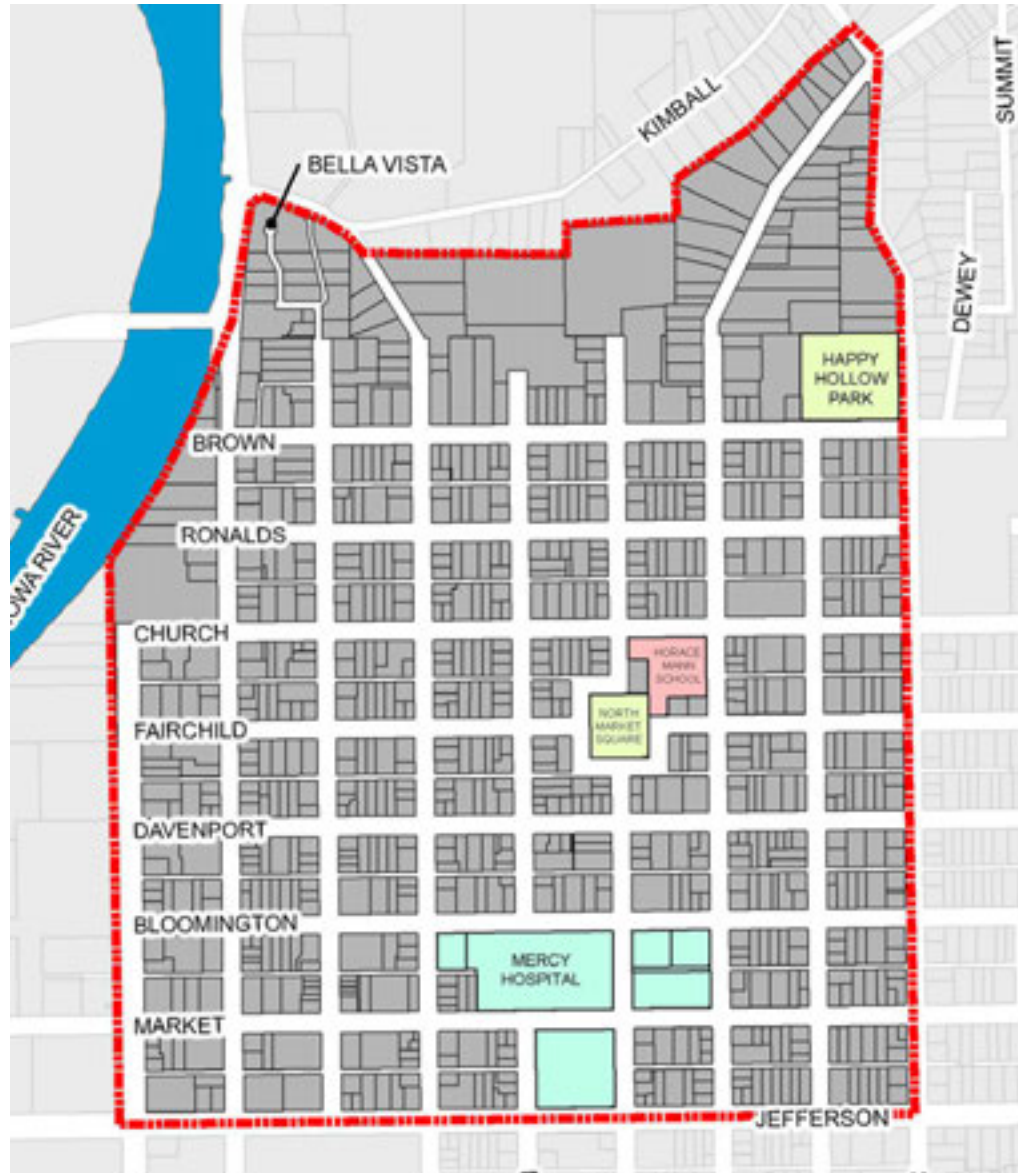 SUMMIT
KIMBALL
BELLA VISTA
DEWEY
HAPPY
HOLLOW
PARK
BROWN
IOWA RIVER
RONALDS
CHURCH
HORACE
MANN
SCHOOL
NORTH
MARKET
SQUARE
FAIRCHILD
DAVENPORT
BLOOMINGTON
MERCY
HOSPITAL
MARKET
JEFFERSON